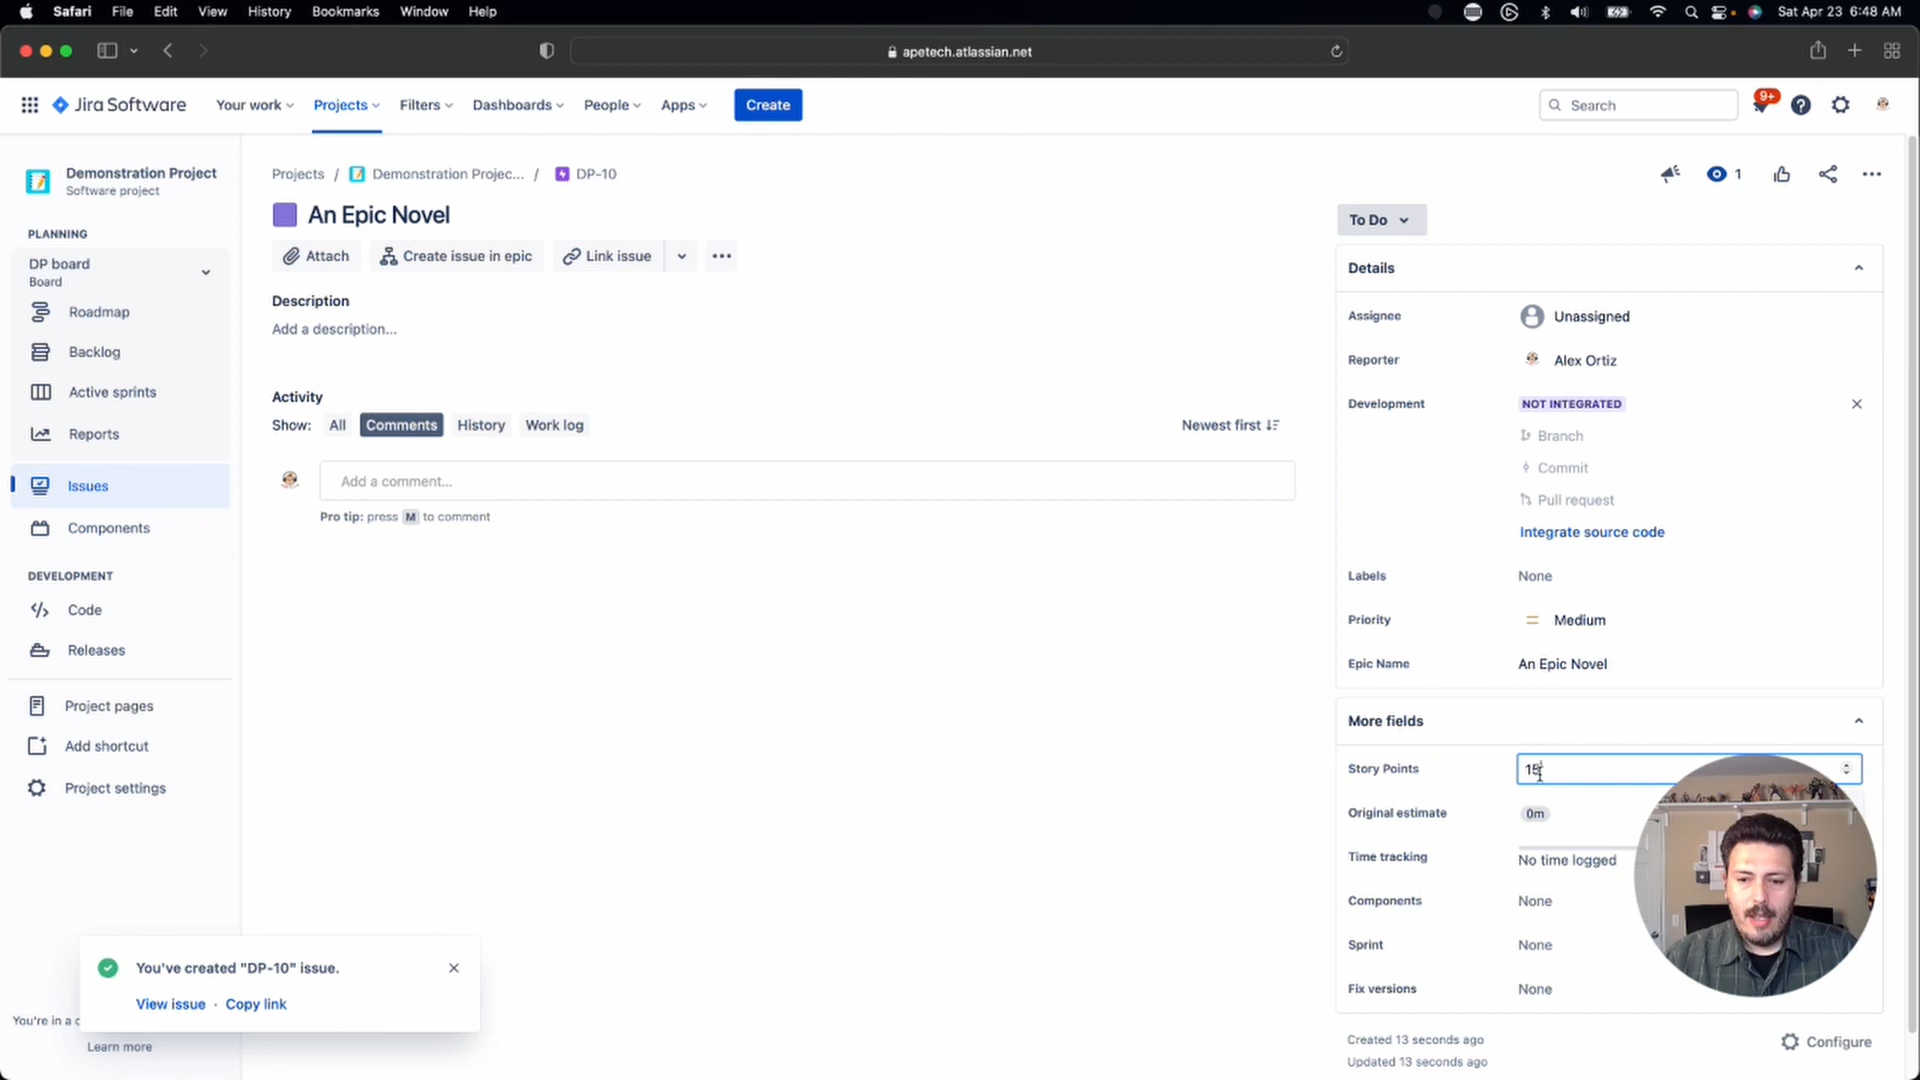 Safari File Edit View History Bookmarks Window Help
Sat Apr 23 6:48 AM
apetech.atlassian.net
Jira Software
Your work Projects Filters Dashboards People Apps Create
Search
9+
Demonstration Project
Software project
PLANNING
DP board
Board
Roadmap
Backlog
Active sprints
Reports
Issues
Components
DEVELOPMENT
Code
Releases
Project pages
Add shortcut
Project settings
You're in a
Learn more
Projects / Demonstration Projec... / DP-10
1
An Epic Novel
Attach Create issue in epic Link issue
Description
Add a description...
Activity
Show: All Comments History Work log
Newest first
Add a comment...
Pro tip: press M to comment
To Do
Details
Assignee Unassigned
Reporter Alex Ortiz
Development NOT INTEGRATED
Branch
Commit
Pull request
Integrate source code
Labels None
Priority Medium
Epic Name An Epic Novel
More fields
Story Points 15
Original estimate 0m
Time tracking No time logged
Components None
Sprint None
Fix versions None
Created 13 seconds ago
Updated 13 seconds ago
Configure
You've created "DP-10" issue.
View issue · Copy link